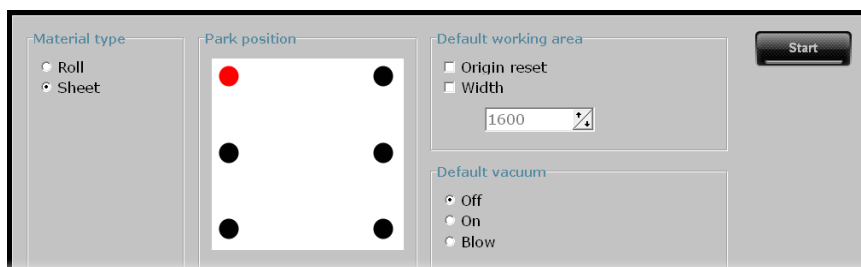 Material type
Roll
Sheet
Park position
Default working area
Origin reset
Width
1600
Default vacuum
Off
On
Blow
Start